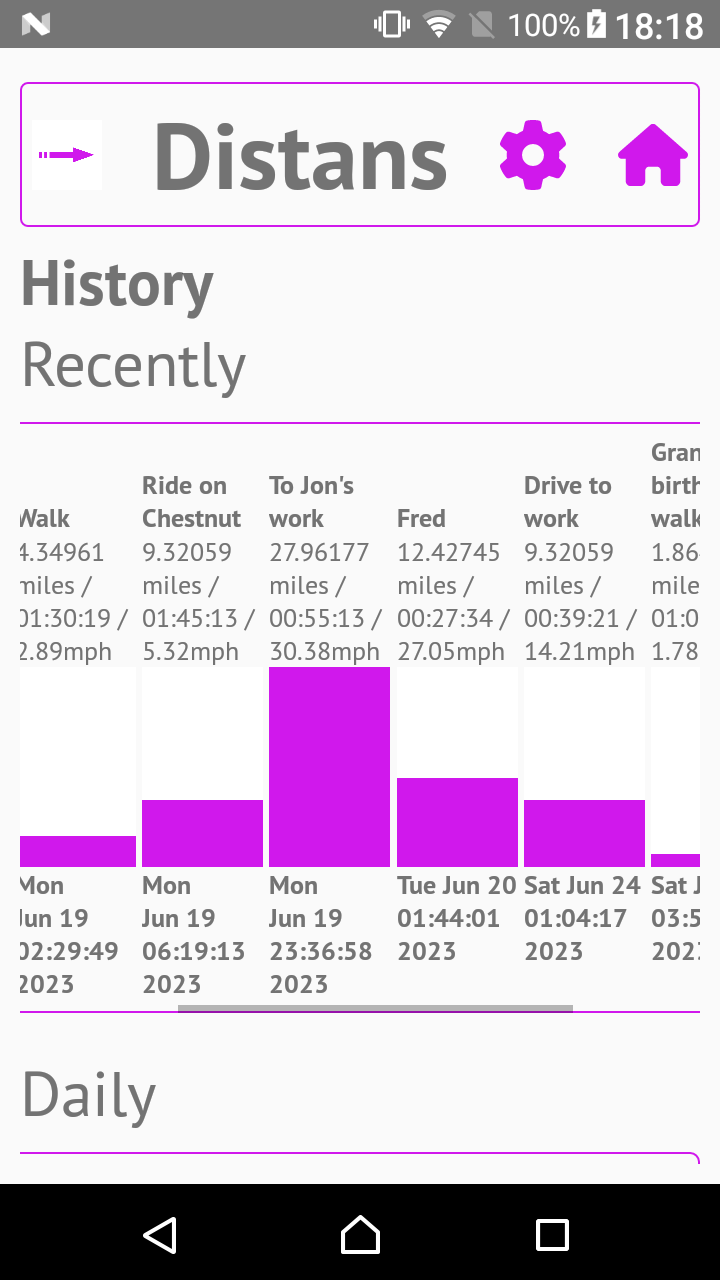 100% 18:18
Distans
History
Recently
Walk
4.34961
miles /
01:30:19 /
2.89mph
Mon
Jun 19
02:29:49
2023
Ride on
Chestnut
9.32059
miles /
01:45:13 /
5.32mph
Mon
Jun 19
06:19:13
2023
To Jon's
work
27.96177
miles /
00:55:13 /
30.38mph
Mon
Jun 19
23:36:58
2023
Fred
12.42745
miles /
00:27:34 /
27.05mph
Tue Jun 20
01:44:01
2023
Drive to
work
9.32059
miles /
00:39:21 /
14.21mph
Sat Jun 24
01:04:17
2023
Gran
birth
walk
1.86
mile
01:0
1.78
Sat J
03:5
202
Daily